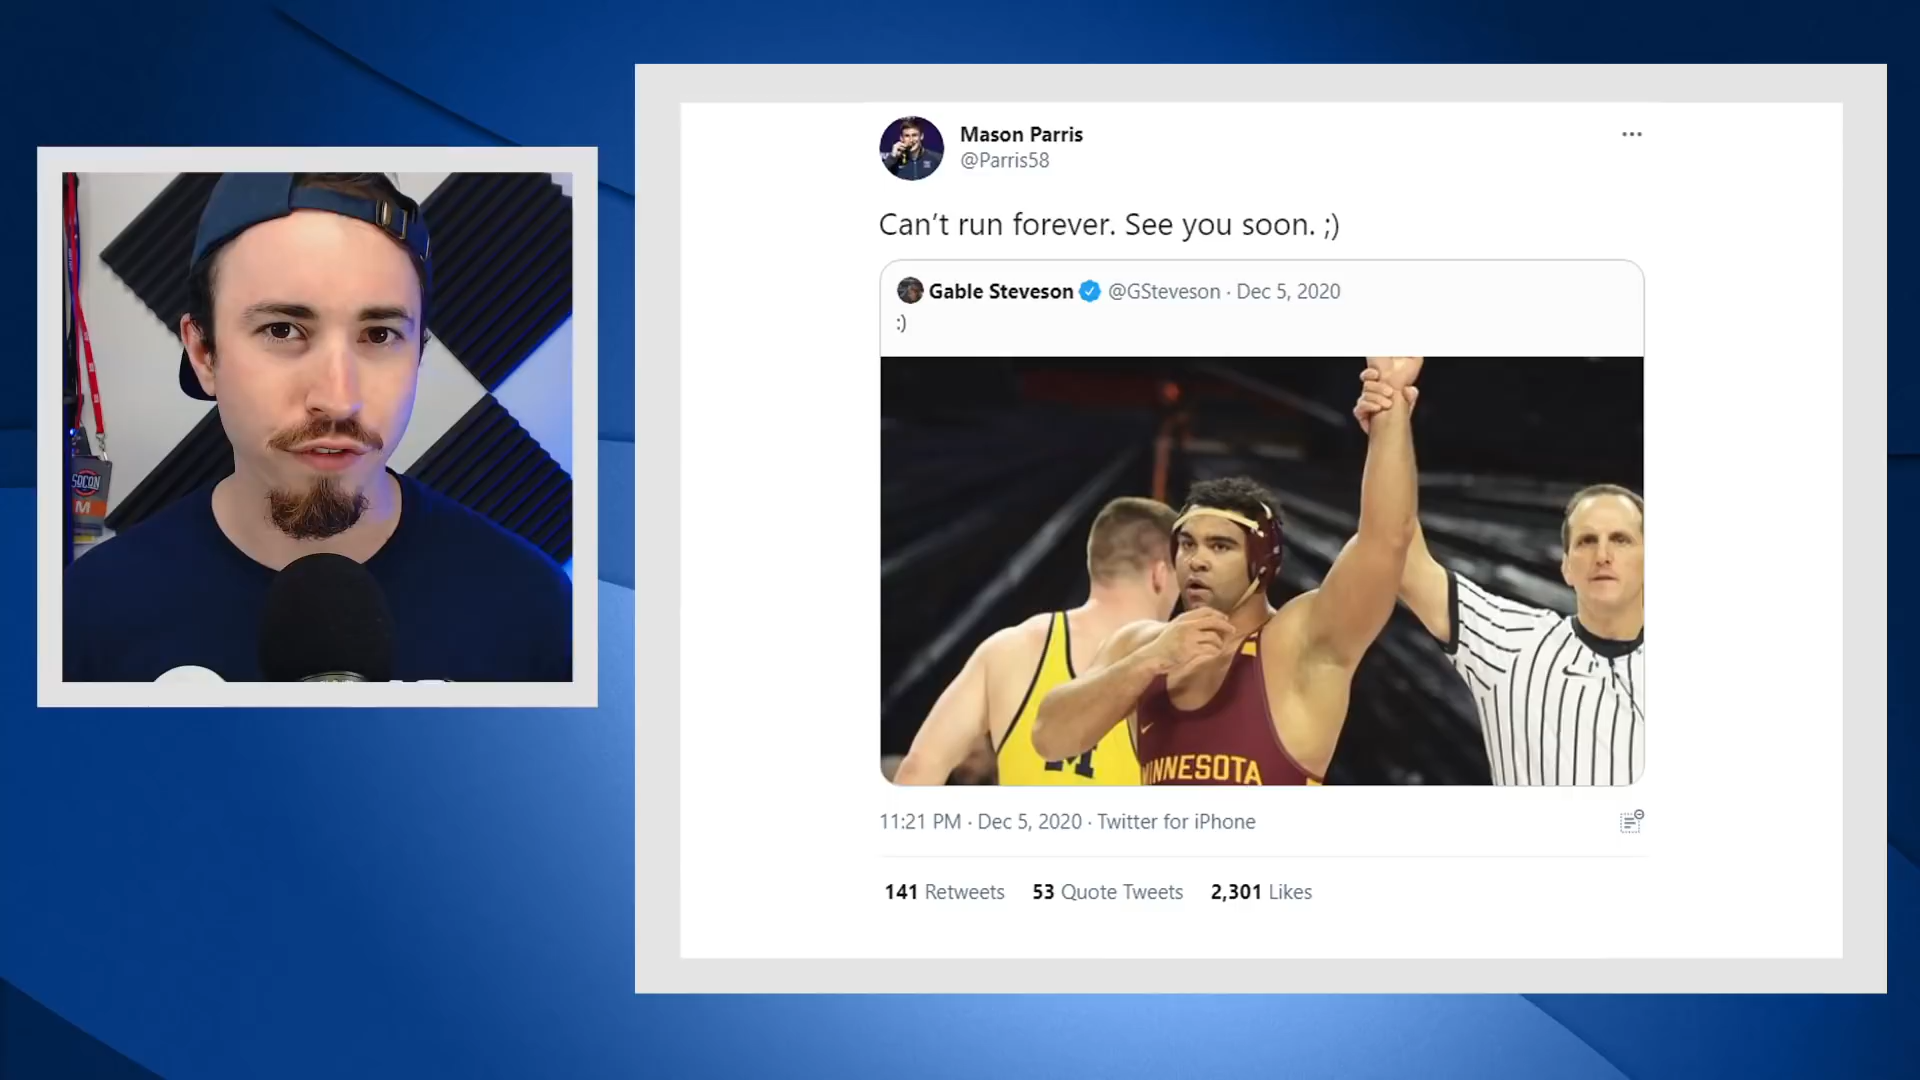 SOCON
M
Mason Parris
@Parris58
Can’t run forever. See you soon. ;)
Gable Steveson @GSteveson · Dec 5, 2020
:)
M
MINNESOTA
11:21 PM · Dec 5, 2020 · Twitter for iPhone
141 Retweets 53 Quote Tweets 2,301 Likes